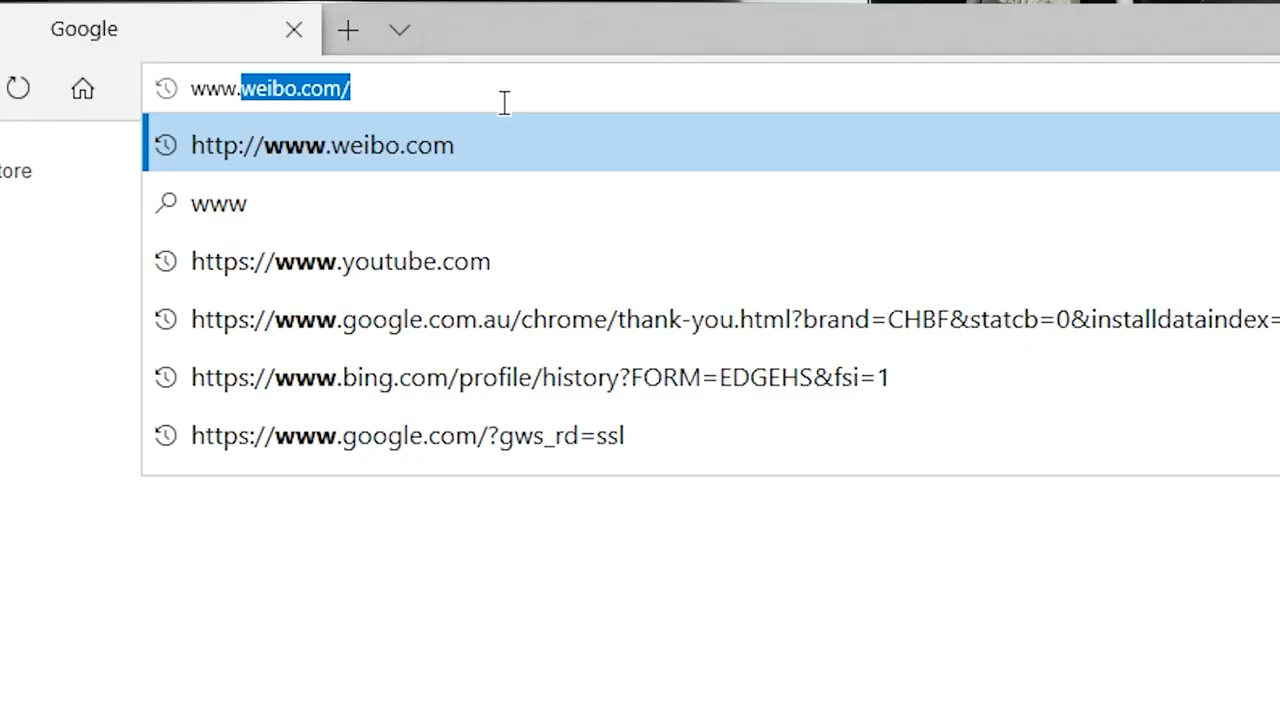 Google
www.weibo.com/
http://www.weibo.com
tore
www
https://www.youtube.com
https://www.google.com.au/chrome/thank-you.html?brand=CHBF&statcb=0&installdataindex=
https://www.bing.com/profile/history?FORM=EDGEHS&fsi=1
https://www.google.com/?gws_rd=ssl